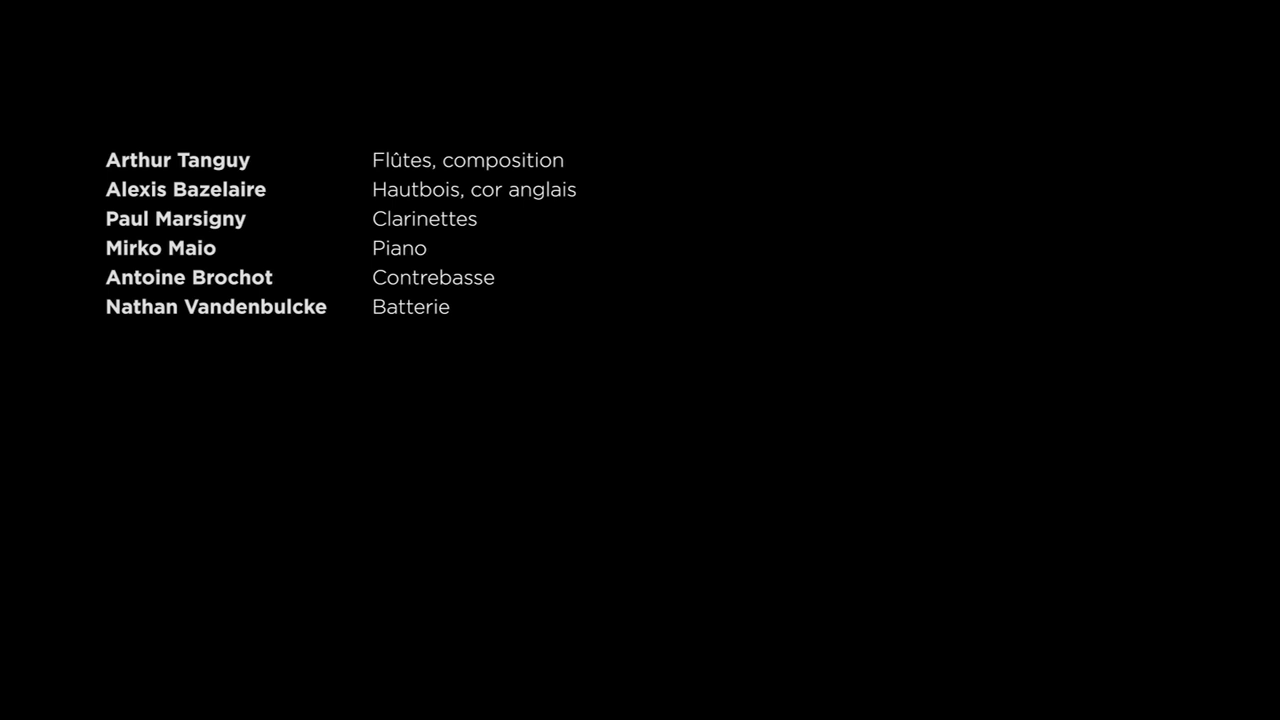 Arthur Tanguy Flûtes, composition
Alexis Bazelaire Hautbois, cor anglais
Paul Marsigny Clarinettes
Mirko Maio Piano
Antoine Brochot Contrebasse
Nathan Vandenbulcke Batterie